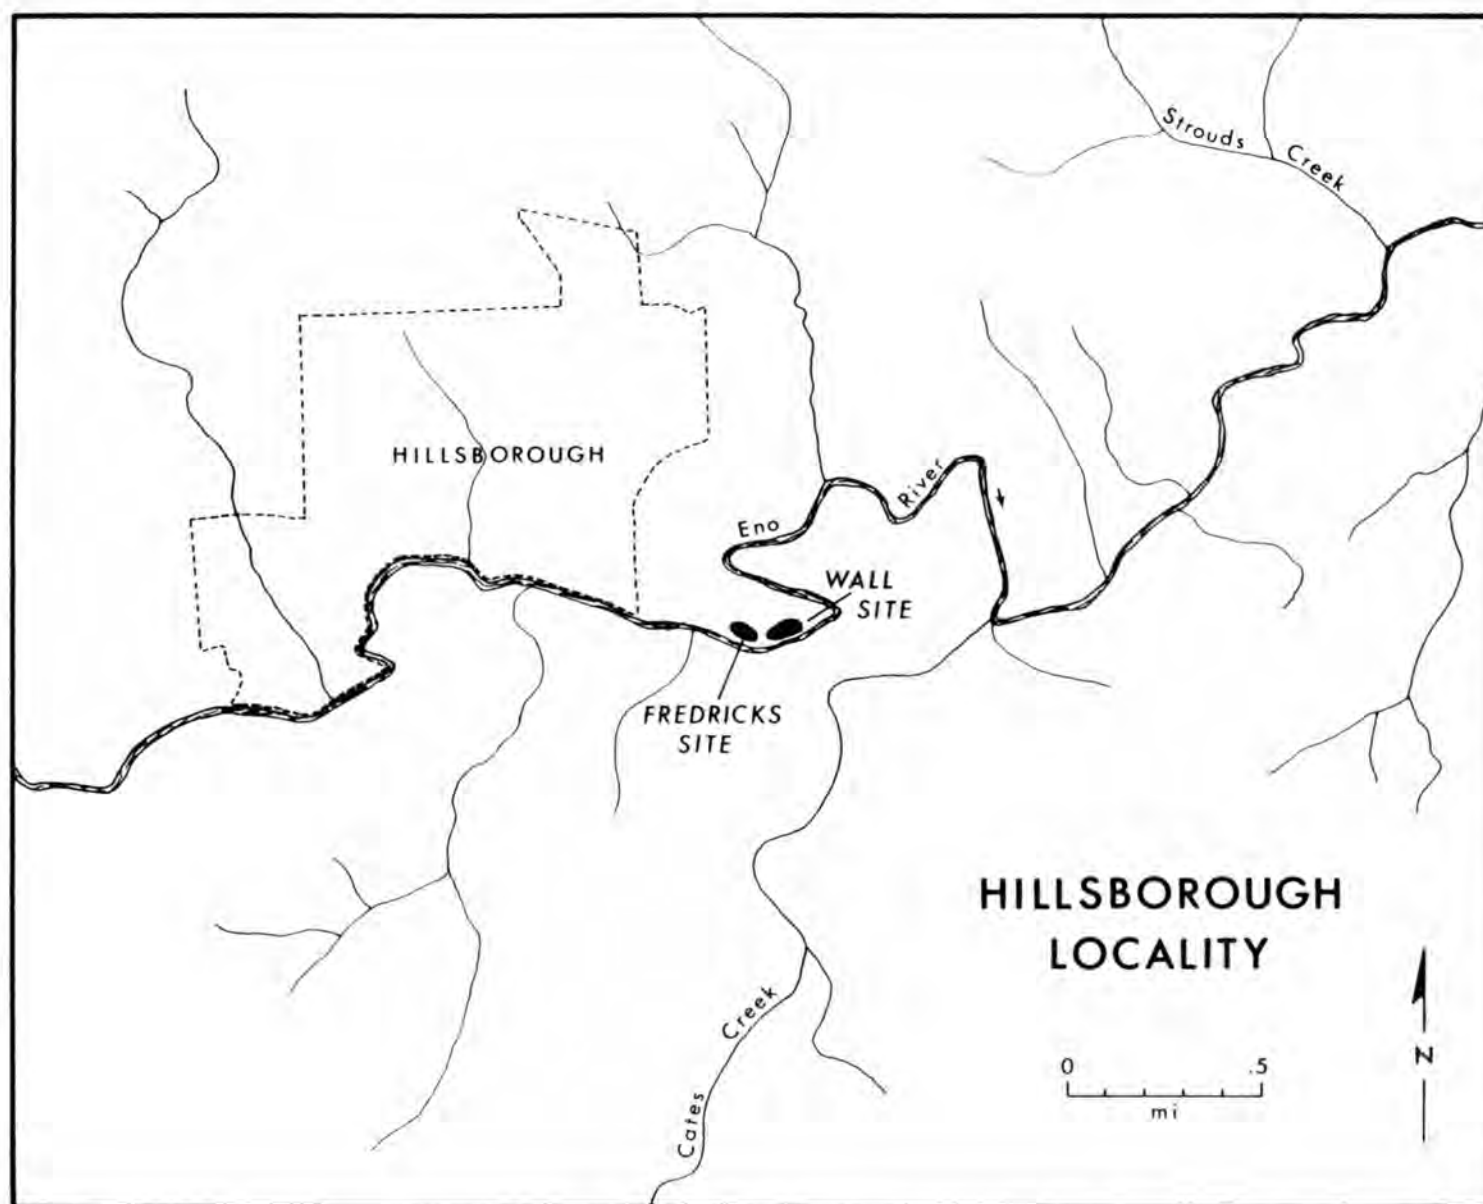 Strouds Creek
HILLSBOROUGH
Eno River
WALL
SITE
FREDRICKS
SITE
HILLSBOROUGH
LOCALITY
Cates Creek
0 .5
mi
N